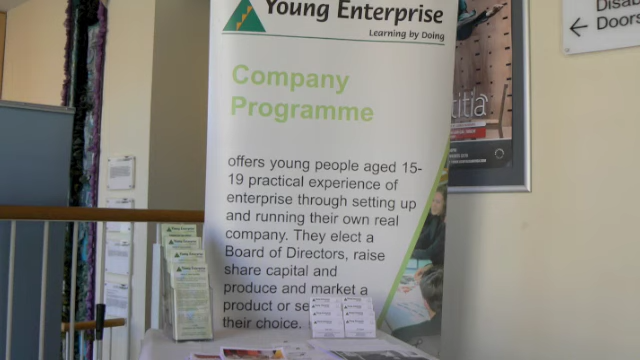 Young Enterprise
Learning by Doing
Company
Programme
offers young people aged 15-
19 practical experience of
enterprise through setting up
and running their own real
company. They elect a
Board of Directors, raise
share capital and
produce and market a
product or se
their choice.
Disab
Doors
titia